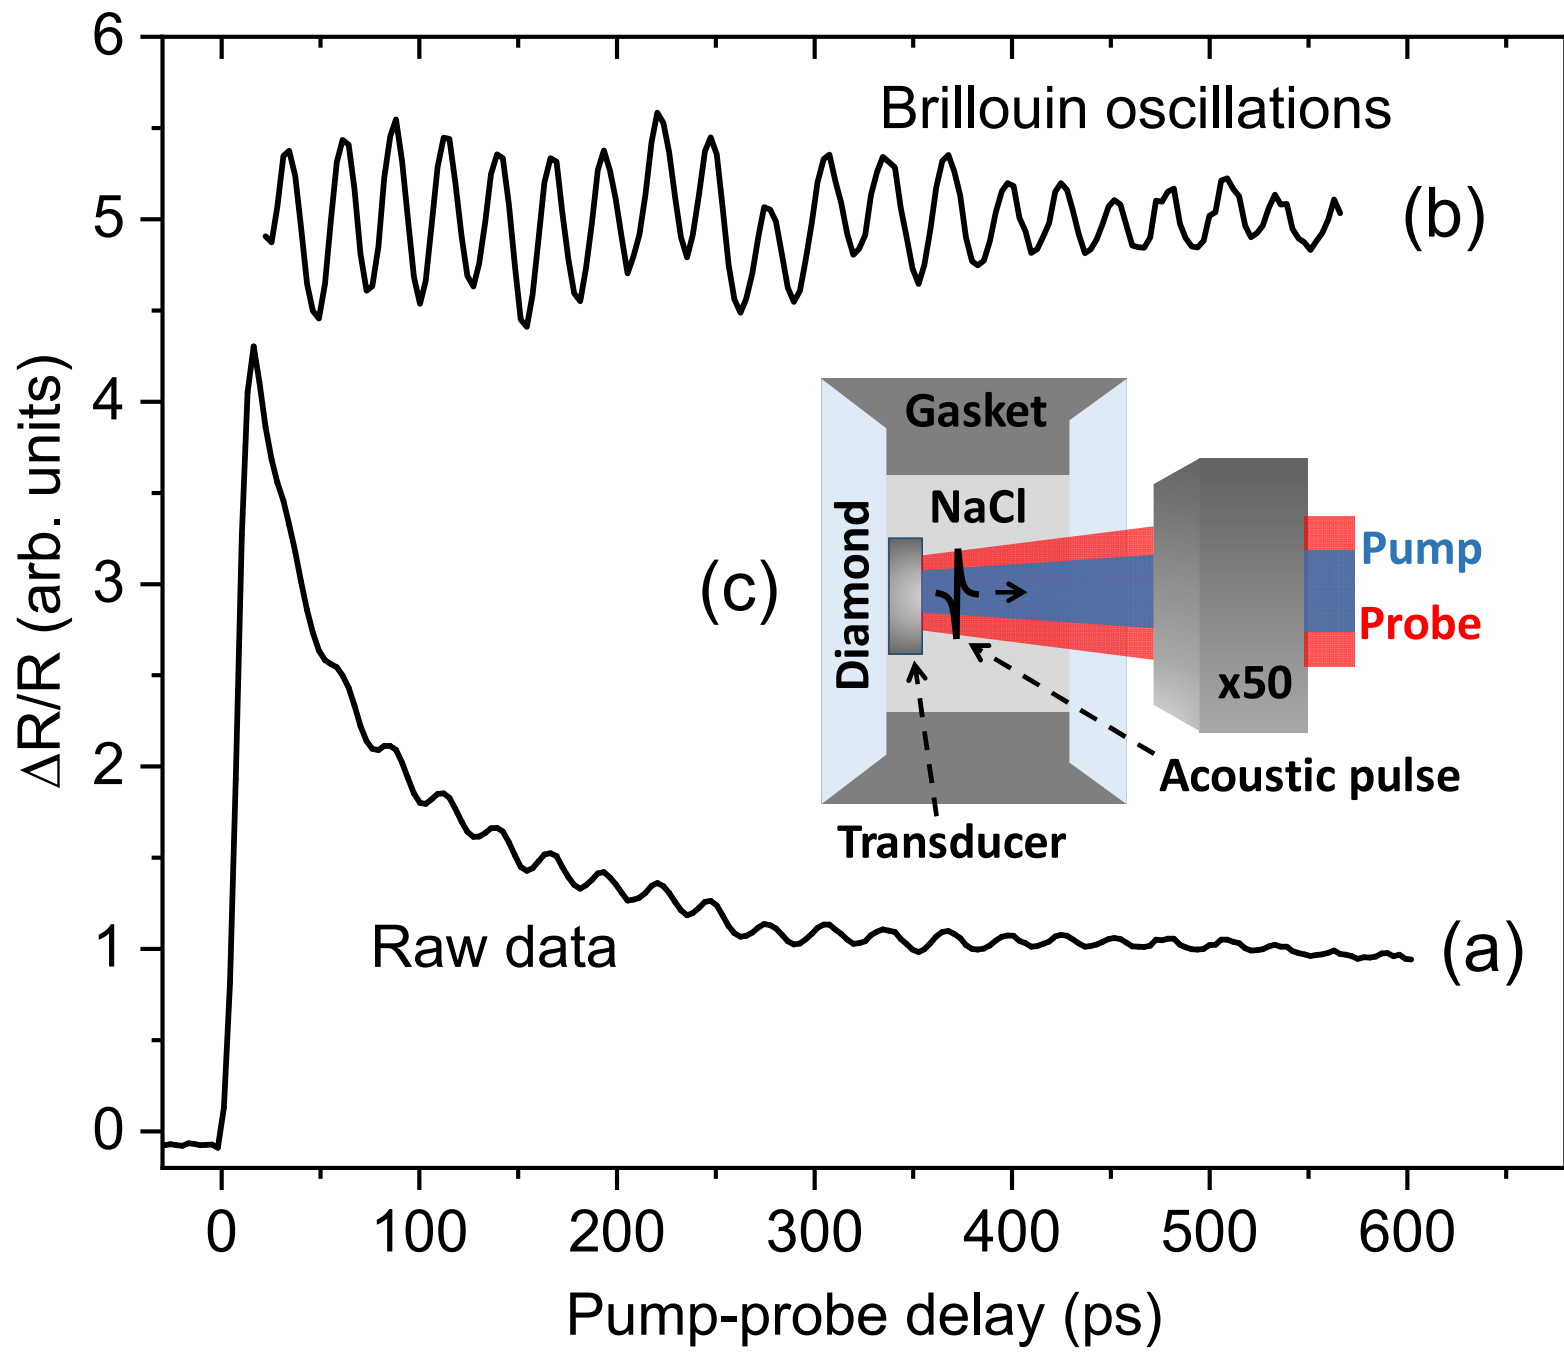 6
Brillouin oscillations
5
(b)
4
Gasket
NaCl
Diamond
Pump
3
(c)
Probe
x50
2
Acoustic pulse
Transducer
1
Raw data
(a)
0
ΔR/R (arb. units)
0 100 200 300 400 500 600
Pump-probe delay (ps)